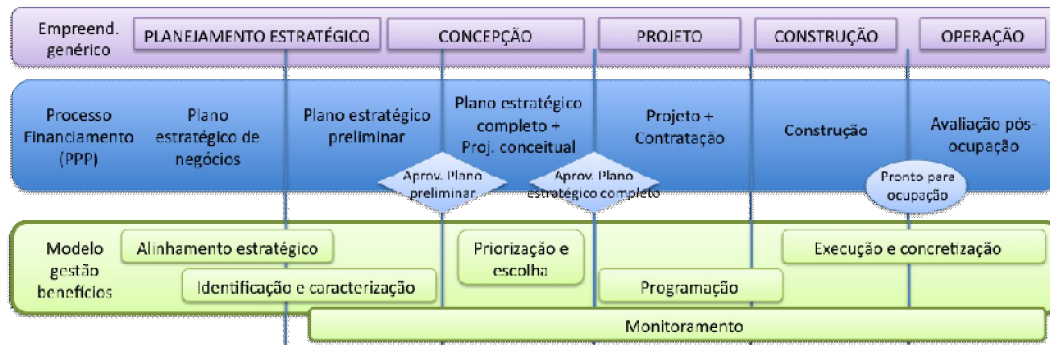 Empreend.
genérico
PLANEJAMENTO ESTRATÉGICO
CONCEPÇÃO
PROJETO
CONSTRUÇÃO
OPERAÇÃO
Processo
Financiamento
(PPP)
Plano
estratégico de
negócios
Plano estratégico
preliminar
Plano estratégico
completo +
Proj. conceitual
Projeto +
Contratação
Construção
Avaliação pós-
ocupação
Aprov. Plano
preliminar
Aprov. Plano
estratégico completo
Pronto para
ocupação
Modelo
gestão
benefícios
Alinhamento estratégico
Identificação e caracterização
Priorização e
escolha
Programação
Execução e concretização
Monitoramento